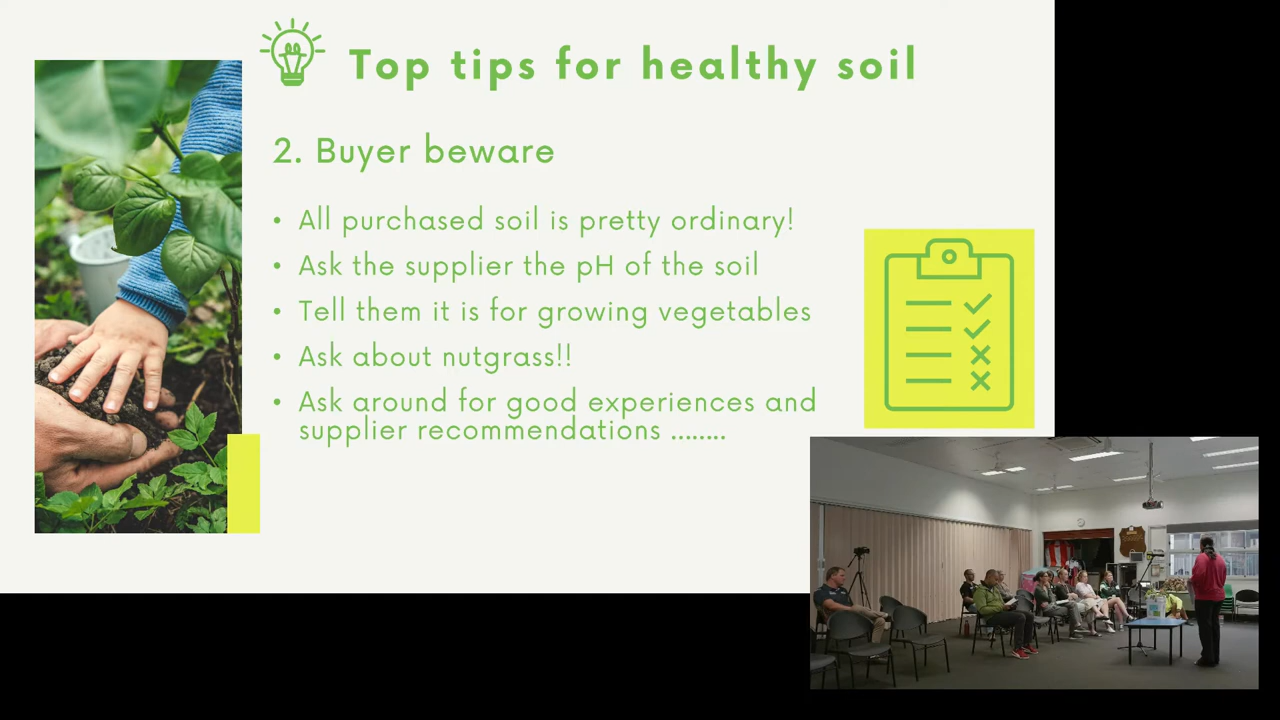 Top tips for healthy soil
2. Buyer beware
• All purchased soil is pretty ordinary!
• Ask the supplier the pH of the soil
• Tell them it is for growing vegetables
• Ask about nutgrass!!
• Ask around for good experiences and
supplier recommendations ........